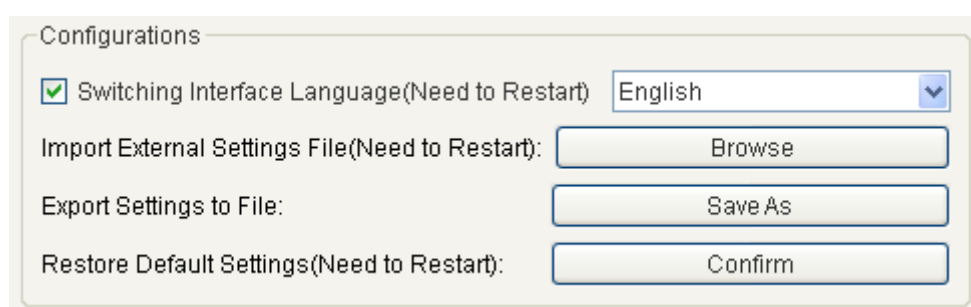 Configurations
Switching Interface Language(Need to Restart) English
Import External Settings File(Need to Restart): Browse
Export Settings to File: Save As
Restore Default Settings(Need to Restart): Confirm